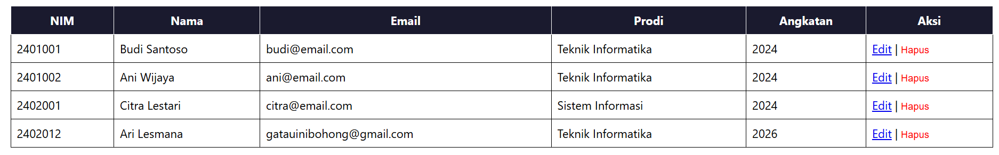 NIM Nama Email Prodi Angkatan Aksi
2401001 Budi Santoso budi@email.com Teknik Informatika 2024 Edit | Hapus
2401002 Ani Wijaya ani@email.com Teknik Informatika 2024 Edit | Hapus
2402001 Citra Lestari citra@email.com Sistem Informasi 2024 Edit | Hapus
2402012 Ari Lesmana gatauinibohong@gmail.com Teknik Informatika 2026 Edit | Hapus